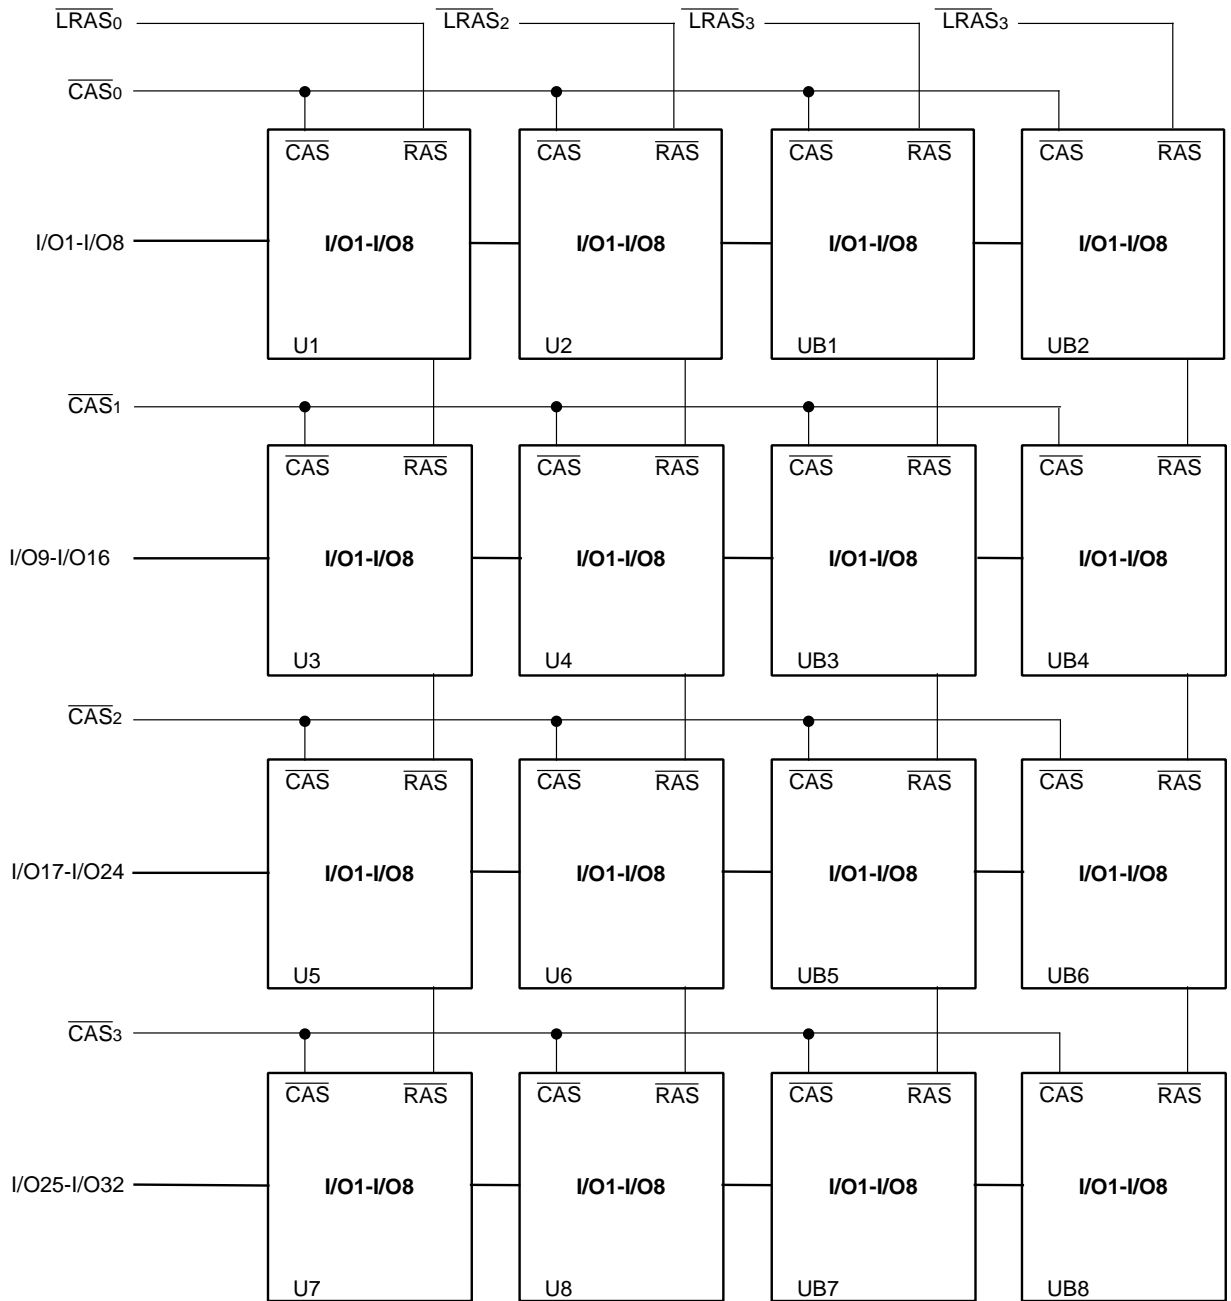 LRAS0 LRAS2 LRAS3 LRAS3
CAS0
CAS RAS CAS RAS CAS RAS CAS RAS
I/O1-I/O8 I/O1-I/O8 I/O1-I/O8 I/O1-I/O8 I/O1-I/O8
U1 U2 UB1 UB2
CAS1
CAS RAS CAS RAS CAS RAS CAS RAS
I/O9-I/O16 I/O1-I/O8 I/O1-I/O8 I/O1-I/O8 I/O1-I/O8
U3 U4 UB3 UB4
CAS2
CAS RAS CAS RAS CAS RAS CAS RAS
I/O17-I/O24 I/O1-I/O8 I/O1-I/O8 I/O1-I/O8 I/O1-I/O8
U5 U6 UB5 UB6
CAS3
CAS RAS CAS RAS CAS RAS CAS RAS
I/O25-I/O32 I/O1-I/O8 I/O1-I/O8 I/O1-I/O8 I/O1-I/O8
U7 U8 UB7 UB8